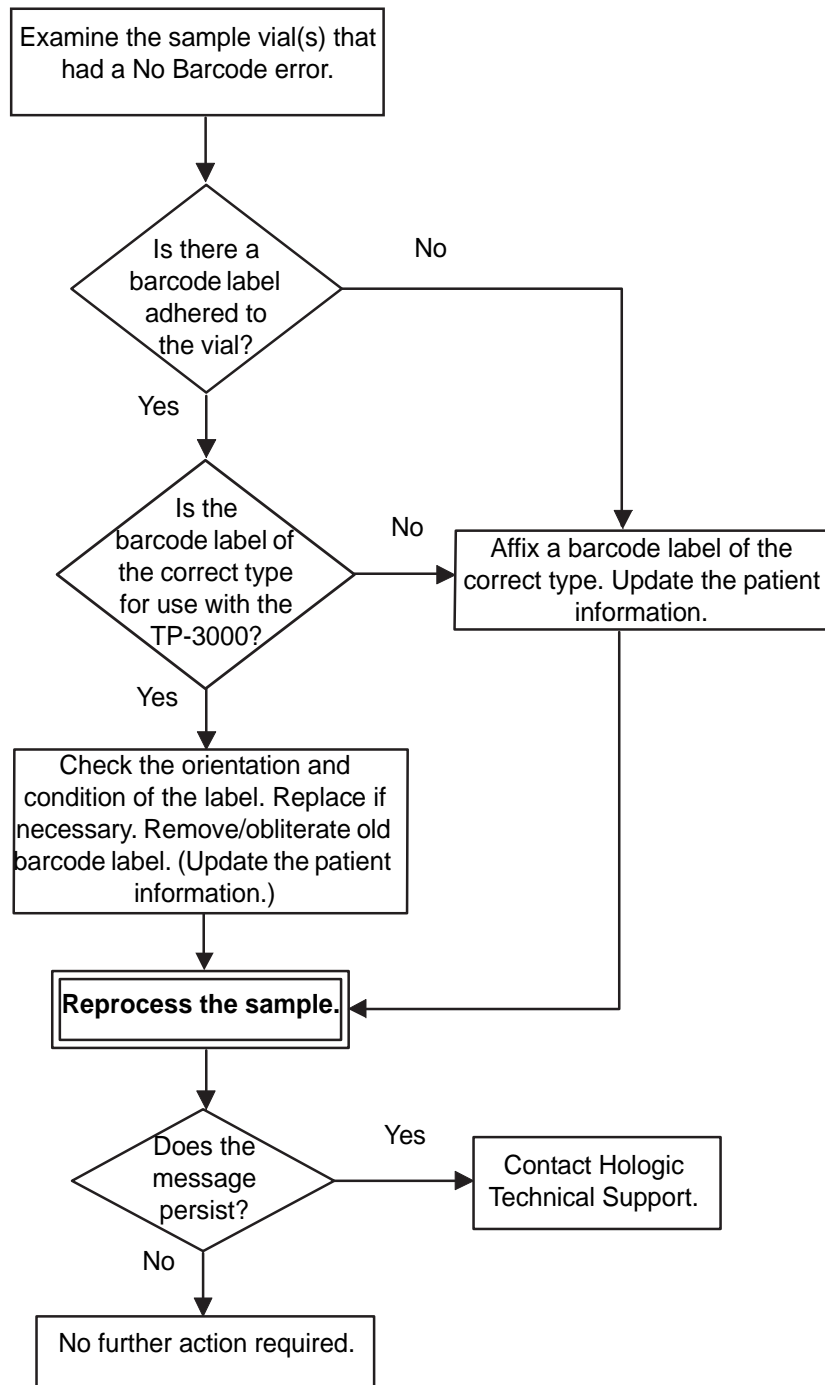 Examine the sample vial(s) that
had a No Barcode error.
Is there a
barcode label
adhered to
the vial?
No
Yes
Is the
barcode label of
the correct type
for use with the
TP-3000?
No
Affix a barcode label of the
correct type. Update the patient
information.
Yes
Check the orientation and
condition of the label. Replace if
necessary. Remove/obliterate old
barcode label. (Update the patient
information.)
Reprocess the sample.
Does the
message
persist?
Yes
Contact Hologic
Technical Support.
No
No further action required.